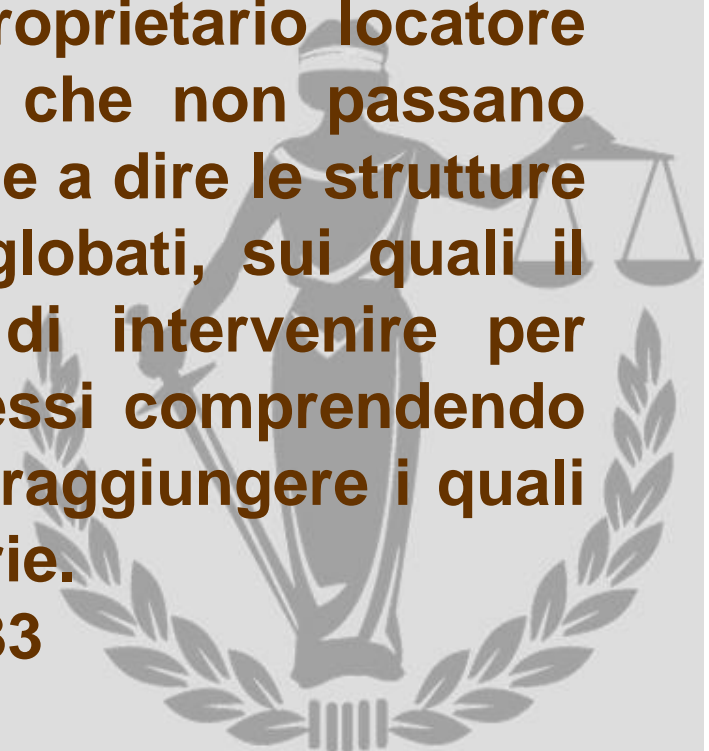 roprietario locatore
che non passano
e a dire le strutture
globati, sui quali il
di intervenire per
essi comprendendo
raggiungere i quali
rie.
33